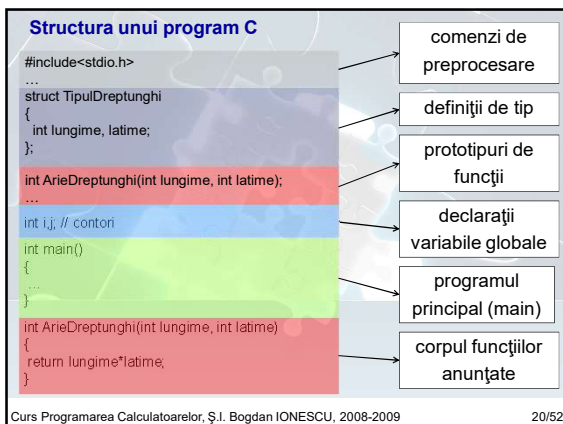 Structura unui program C
#include<stdio.h>
…
struct TipulDreptunghi
{
int lungime, latime;
};
int ArieDreptunghi(int lungime, int latime);
…
int i,j; // contori
int main()
{
…
}
int ArieDreptunghi(int lungime, int latime)
{
return lungime*latime;
}
comenzi de
preprocesare
definiţii de tip
prototipuri de
funcţii
declaraţii
variabile globale
programul
principal (main)
corpul funcţiilor
anunţate
Curs Programarea Calculatoarelor, Ş.l. Bogdan IONESCU, 2008-2009
20/52